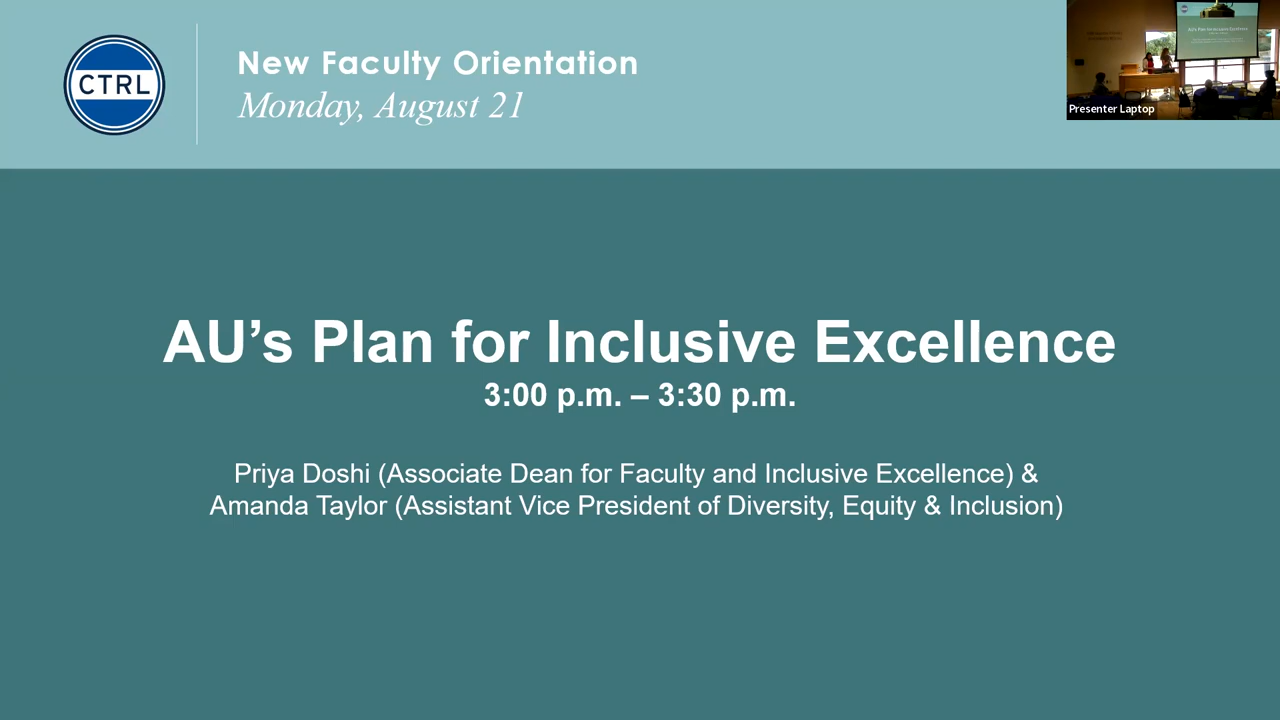 CTRL
New Faculty Orientation
Monday, August 21
Presenter Laptop
AU’s Plan for Inclusive Excellence
3:00 p.m. – 3:30 p.m.
Priya Doshi (Associate Dean for Faculty and Inclusive Excellence) &
Amanda Taylor (Assistant Vice President of Diversity, Equity & Inclusion)